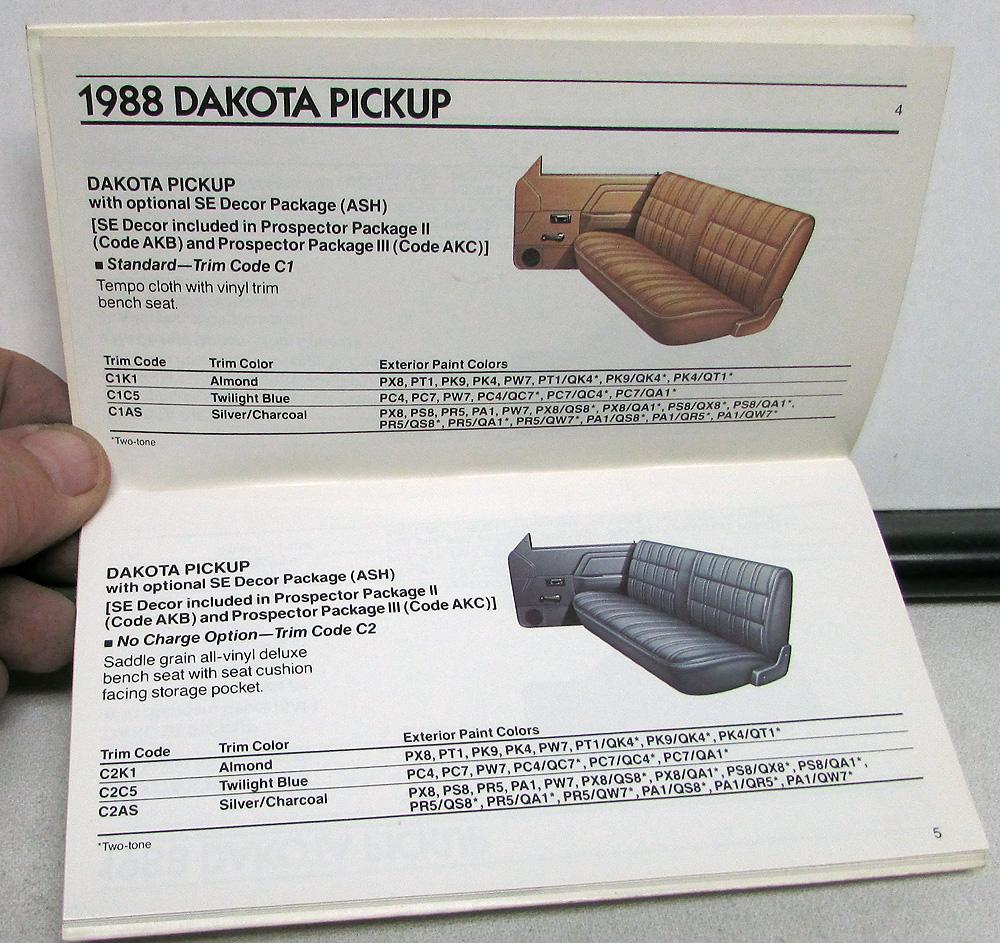 1988 DAKOTA PICKUP
4
DAKOTA PICKUP
with optional SE Decor Package (ASH)
[SE Decor included in Prospector Package II
(Code AKB) and Prospector Package III (Code AKC)]
■ Standard—Trim Code C1
Tempo cloth with vinyl trim
bench seat.
Trim Code Trim Color Exterior Paint Colors
C1K1 Almond PX8, PT1, PK9, PK4, PW7, PT1/QK4*, PK9/QK4*, PK4/QT1*
C1C5 Twilight Blue PC4, PC7, PW7, PC4/QC7*, PC7/QC4*, PC7/QA1*
C1AS Silver/Charcoal PX8, PS8, PR5, PA1, PW7, PX8/QS8*, PX8/QA1*, PS8/QX8*, PS8/QA1*,
PR5/QS8*, PR5/QA1*, PR5/QW7*, PA1/QS8*, PA1/QR5*, PA1/QW7*
*Two-tone
DAKOTA PICKUP
with optional SE Decor Package (ASH)
[SE Decor included in Prospector Package II
(Code AKB) and Prospector Package III (Code AKC)]
■ No Charge Option—Trim Code C2
Saddle grain all-vinyl deluxe
bench seat with seat cushion
facing storage pocket.
Trim Code Trim Color Exterior Paint Colors
C2K1 Almond PX8, PT1, PK9, PK4, PW7, PT1/QK4*, PK9/QK4*, PK4/QT1*
C2C5 Twilight Blue PC4, PC7, PW7, PC4/QC7*, PC7/QC4*, PC7/QA1*
C2AS Silver/Charcoal PX8, PS8, PR5, PA1, PW7, PX8/QS8*, PX8/QA1*, PS8/QX8*, PS8/QA1*,
PR5/QS8*, PR5/QA1*, PR5/QW7*, PA1/QS8*, PA1/QR5*, PA1/QW7*
*Two-tone
5